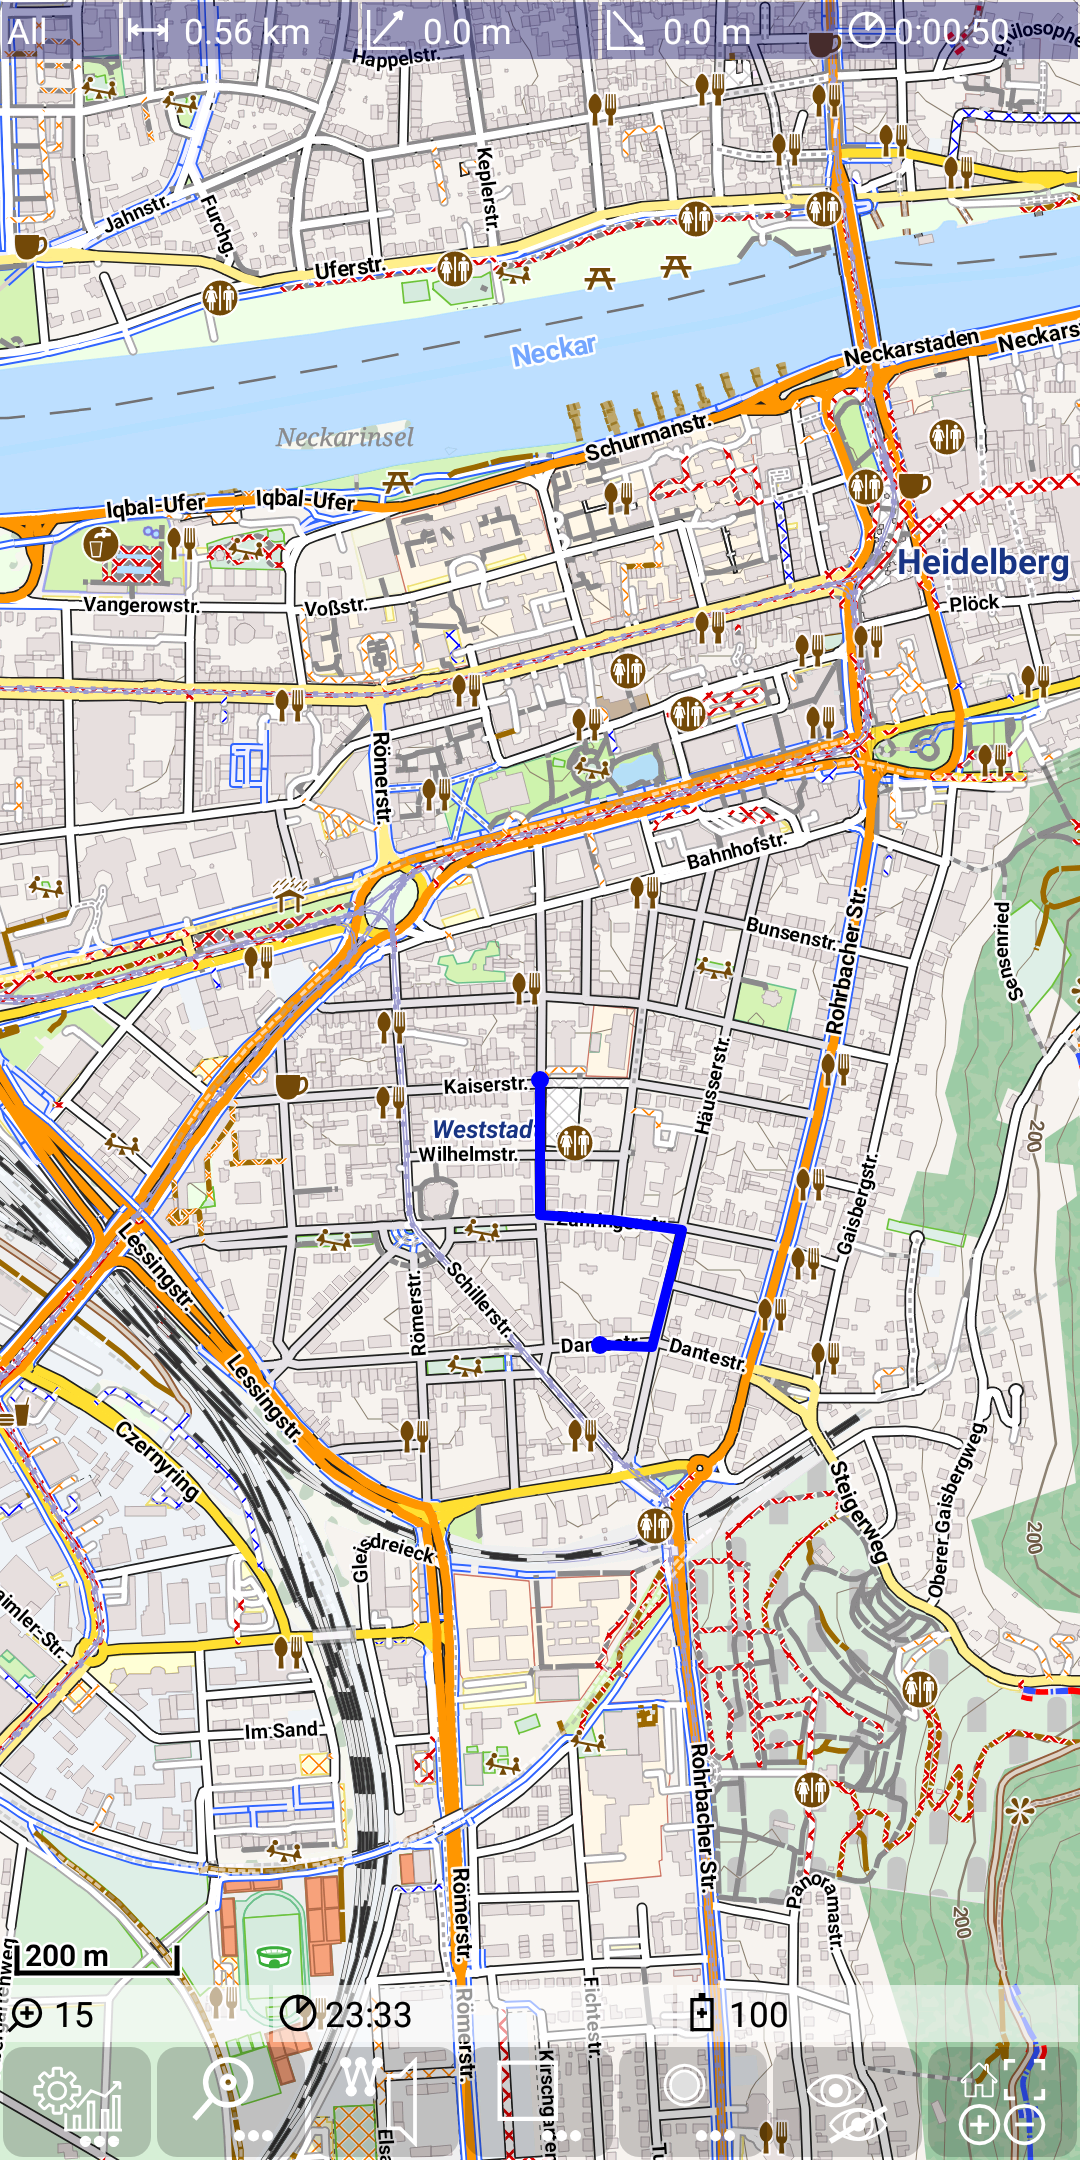 All
0.56 km
0.0 m
0.0 m
0:00:50
Philosophe
Happelstr.
Keplerstr.
Jahnstr.
Furchg.
Uferstr.
Neckar
Neckarstaden
Neckars
Neckarinsel
Schurmanstr.
Iqbal-Ufer
Iqbal-Ufer
Heidelberg
Vangerowstr.
Voßstr.
Plöck
Römerstr.
Bahnhofstr.
Bunsenstr.
Rohrbacher Str.
Sensenried
Häusserstr.
Kaiserstr.
Weststadt
Wilhelmstr.
200
Gaisbergstr.
Zähringerstr.
Lessingstr.
Schillerstr.
Römerstr.
Dantestr.
Dantestr.
Lessingstr.
Czernyring
Steigerweg
Oberer Gaisbergweg
200
Gleisdreieck
aimler-Str.
Im Sand
Rohrbacher Str.
Römerstr.
Panoramastr.
200
200 m
Fichtestr.
Römerstr.
15
23:33
100
Kirschgarten
Elsa